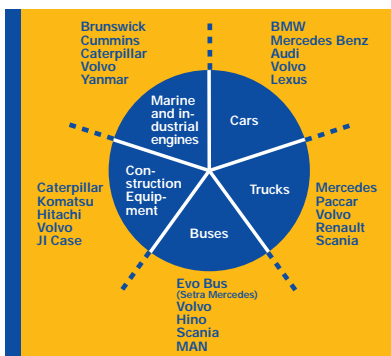 Brunswick
Cummins
Caterpillar
Volvo
Yanmar
BMW
Mercedes Benz
Audi
Volvo
Lexus
Marine
and in-
dustrial
engines
Cars
Con-
struction
Equip-
ment
Trucks
Buses
Caterpillar
Komatsu
Hitachi
Volvo
JI Case
Mercedes
Paccar
Volvo
Renault
Scania
Evo Bus
(Setra Mercedes)
Volvo
Hino
Scania
MAN